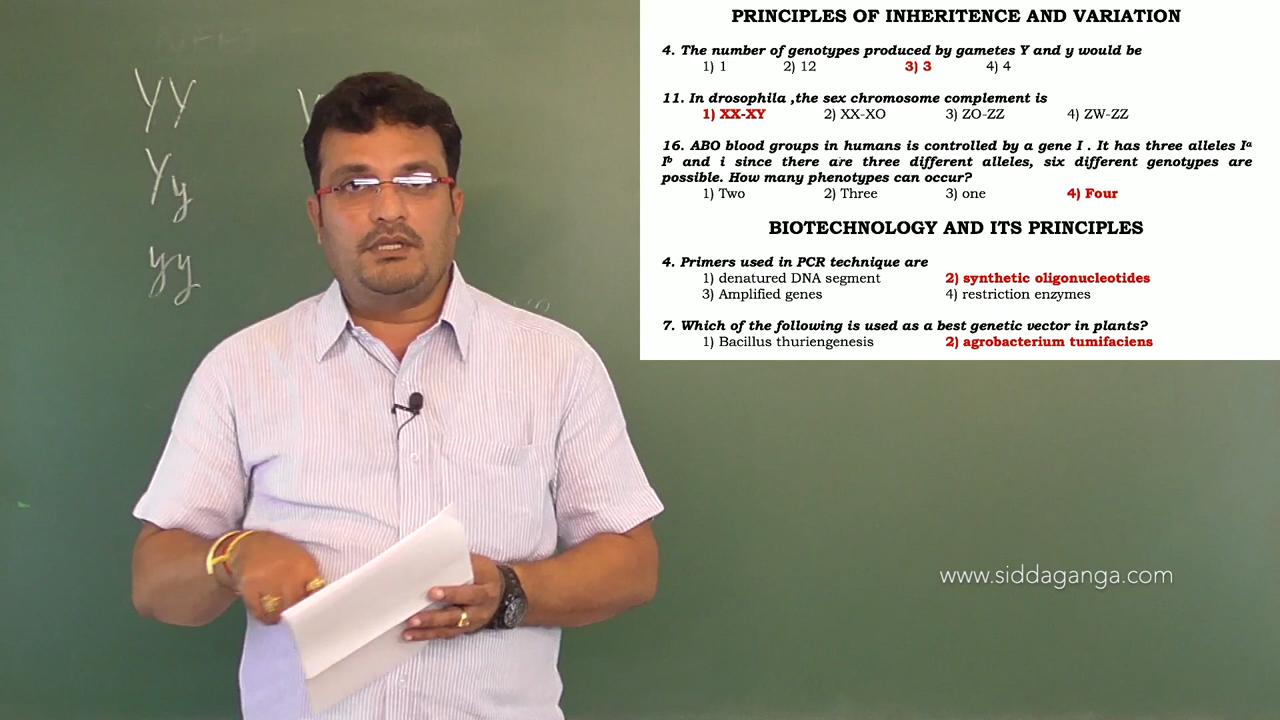 YY
Yy
yy
PRINCIPLES OF INHERITENCE AND VARIATION
4. The number of genotypes produced by gametes Y and y would be
1) 1 2) 12 3) 3 4) 4
11. In drosophila ,the sex chromosome complement is
1) XX-XY 2) XX-XO 3) ZO-ZZ 4) ZW-ZZ
16. ABO blood groups in humans is controlled by a gene I . It has three alleles Iᵃ
Iᵇ and i since there are three different alleles, six different genotypes are
possible. How many phenotypes can occur?
1) Two 2) Three 3) one 4) Four
BIOTECHNOLOGY AND ITS PRINCIPLES
4. Primers used in PCR technique are
1) denatured DNA segment 2) synthetic oligonucleotides
3) Amplified genes 4) restriction enzymes
7. Which of the following is used as a best genetic vector in plants?
1) Bacillus thuriengenesis 2) agrobacterium tumifaciens
www.siddaganga.com